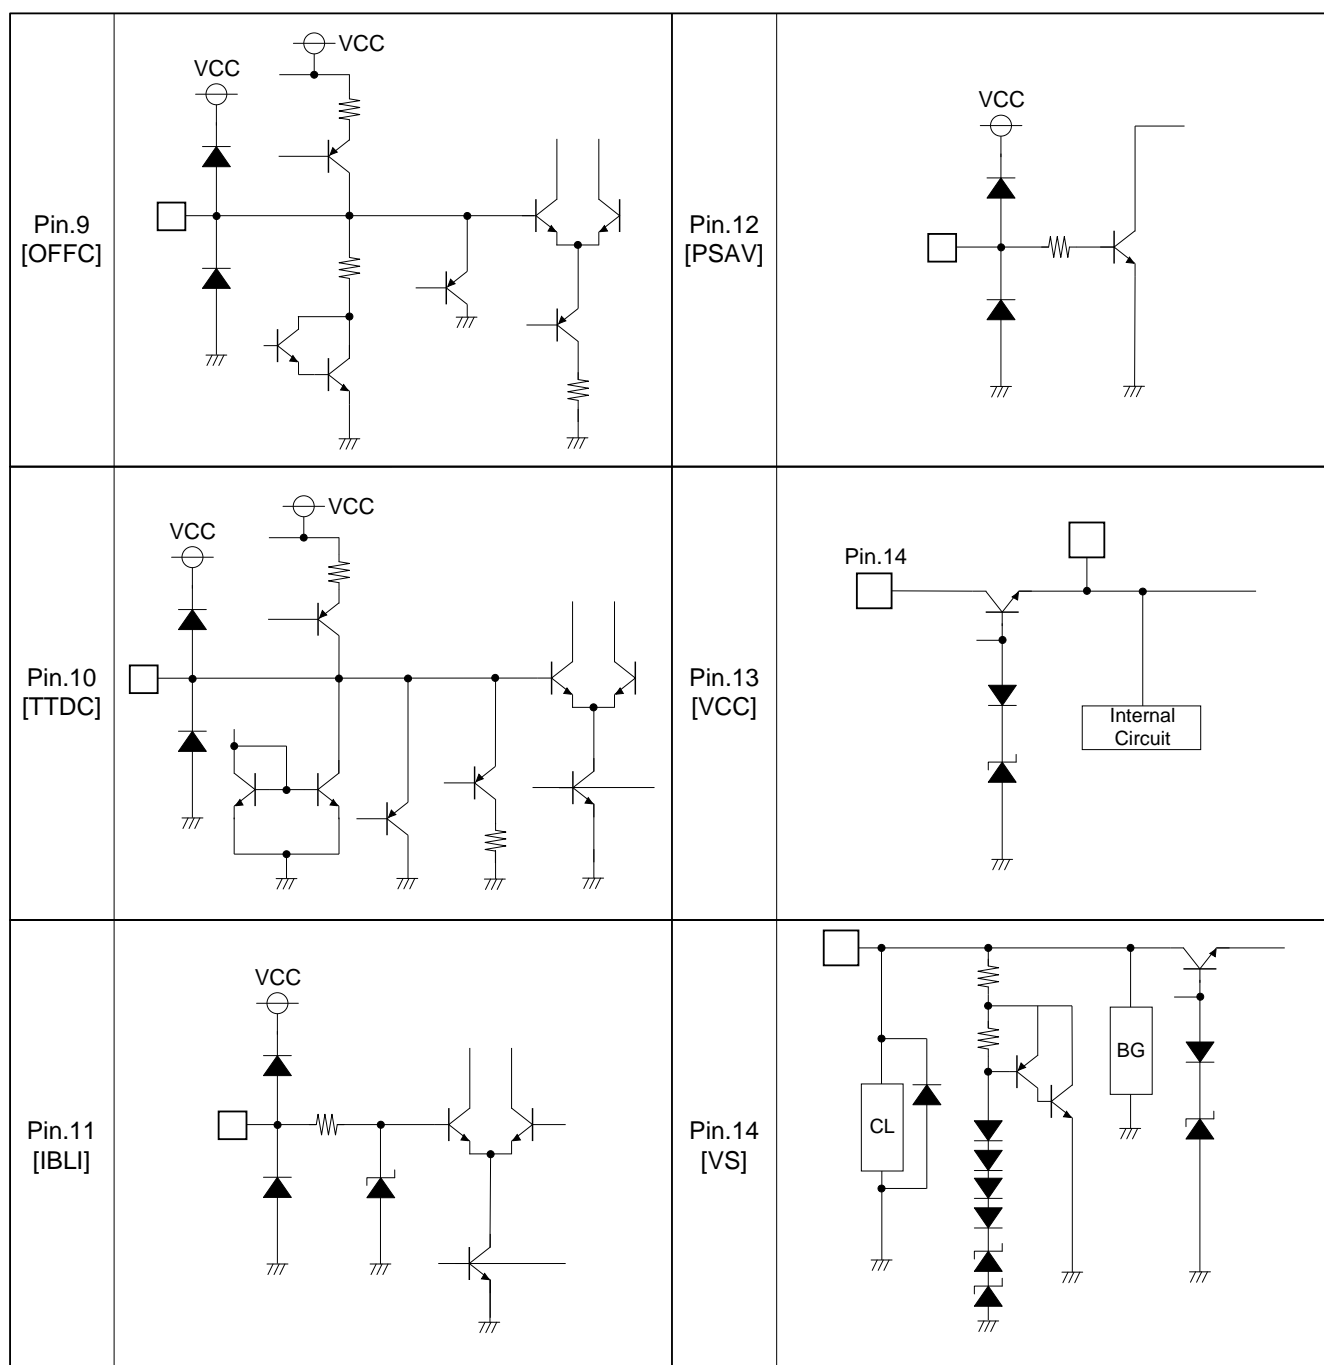 Pin.9
[OFFC]
VCC
VCC
Pin.12
[PSAV]
VCC
Pin.10
[TTDC]
VCC
VCC
Pin.13
[VCC]
Pin.14
Internal
Circuit
Pin.11
[IBLI]
VCC
Pin.14
[VS]
CL
BG